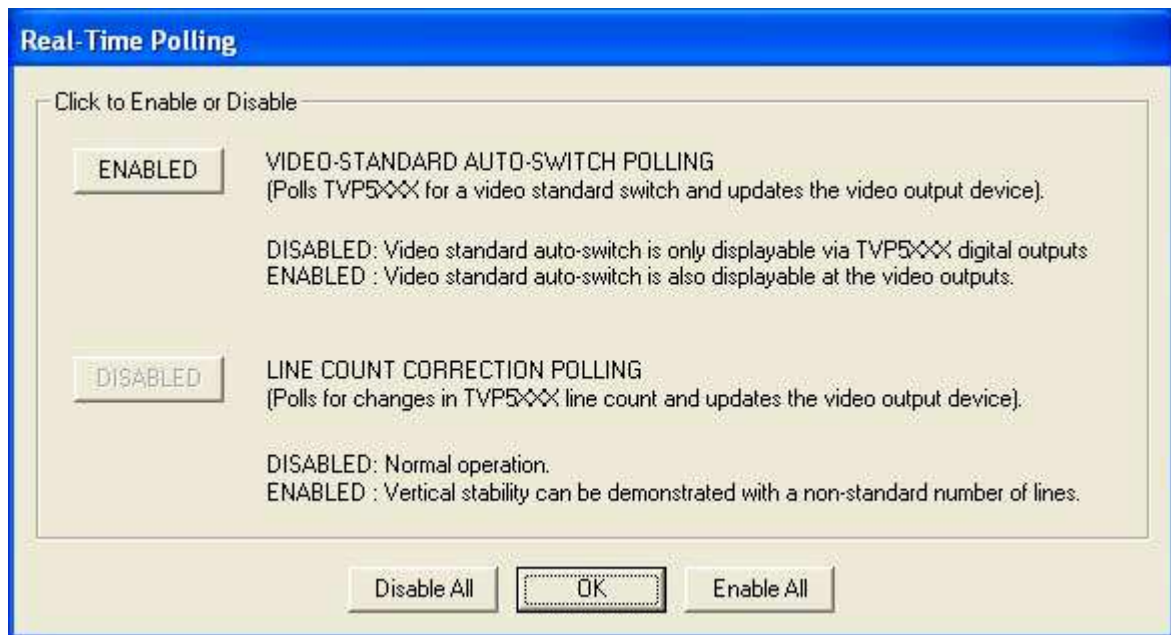 Real-Time Polling
Click to Enable or Disable
ENABLED
VIDEO-STANDARD AUTO-SWITCH POLLING
(Polls TVP5XXX for a video standard switch and updates the video output device).
DISABLED: Video standard auto-switch is only displayable via TVP5XXX digital outputs
ENABLED : Video standard auto-switch is also displayable at the video outputs.
DISABLED
LINE COUNT CORRECTION POLLING
(Polls for changes in TVP5XXX line count and updates the video output device).
DISABLED: Normal operation.
ENABLED : Vertical stability can be demonstrated with a non-standard number of lines.
Disable All
OK
Enable All